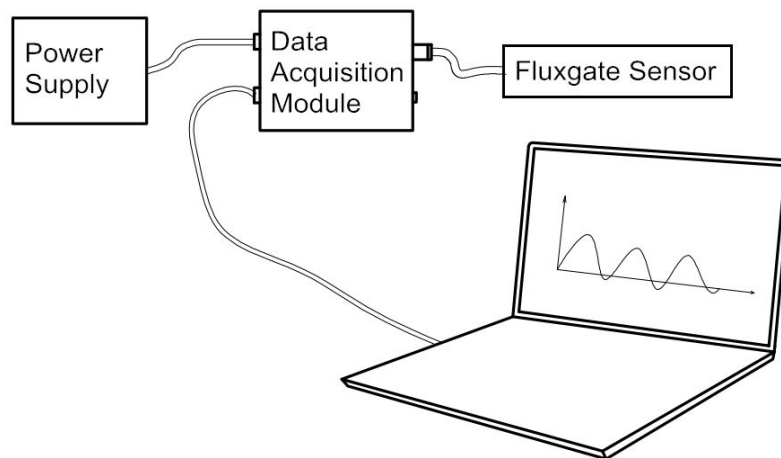 Power
Supply
Data
Acquisition
Module
Fluxgate Sensor